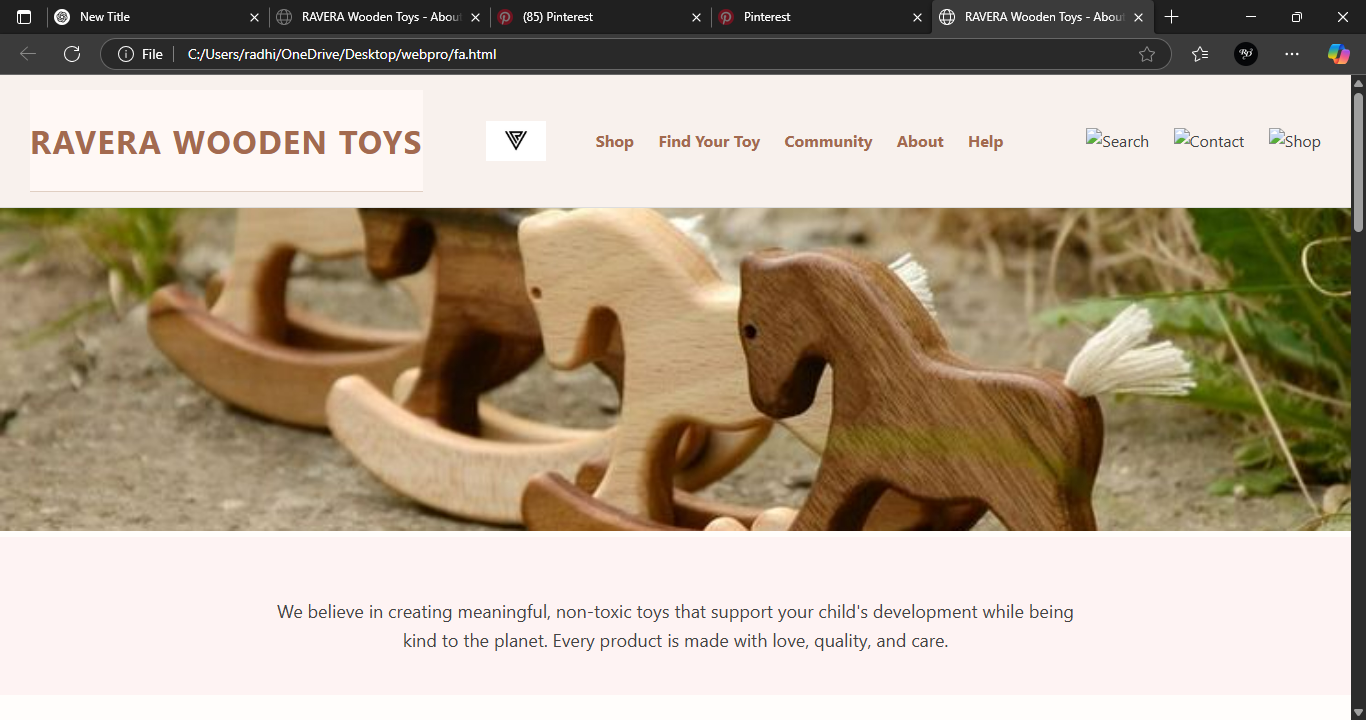 New Title
RAVERA Wooden Toys - Abou
(85) Pinterest
Pinterest
RAVERA Wooden Toys - Abou
File
C:/Users/radhi/OneDrive/Desktop/webpro/fa.html
RAVERA WOODEN TOYS
Shop
Find Your Toy
Community
About
Help
Search
Contact
Shop
We believe in creating meaningful, non-toxic toys that support your child's development while being
kind to the planet. Every product is made with love, quality, and care.